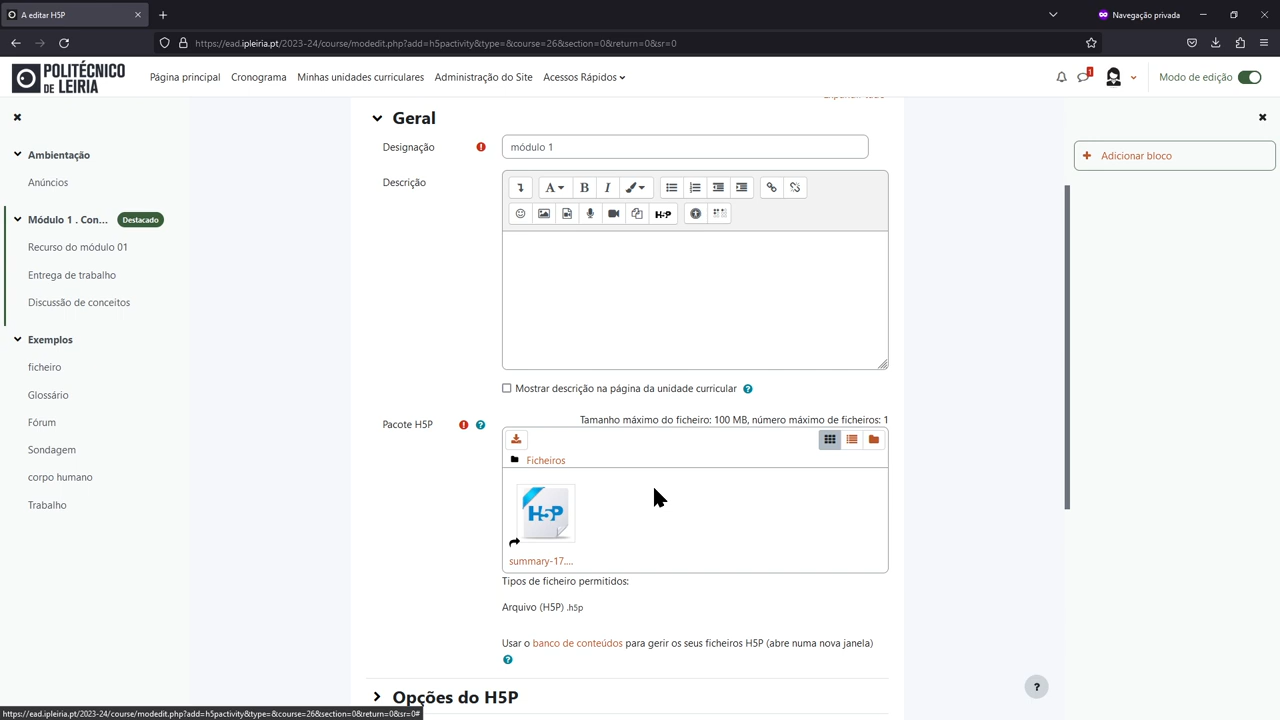 A editar H5P
Navegação privada
https://ead.ipleiria.pt/2023-24/course/modedit.php?add=h5pactivity&type=&course=26&section=0&return=0&sr=0
POLITÉCNICO
DE LEIRIA
Página principal
Cronograma
Minhas unidades curriculares
Administração do Site
Acessos Rápidos
1
Modo de edição
Ambientação
Anúncios
Módulo 1 . Con...
Destacado
Recurso do módulo 01
Entrega de trabalho
Discussão de conceitos
Exemplos
ficheiro
Glossário
Fórum
Sondagem
corpo humano
Trabalho
Geral
Designação
módulo 1
Descrição
A
B
I
H-P
Mostrar descrição na página da unidade curricular
Pacote H5P
Tamanho máximo do ficheiro: 100 MB, número máximo de ficheiros: 1
Ficheiros
H5P
summary-17....
Tipos de ficheiro permitidos:
Arquivo (H5P) .h5p
Usar o banco de conteúdos para gerir os seus ficheiros H5P (abre numa nova janela)
Opções do H5P
Adicionar bloco
?
https://ead.ipleiria.pt/2023-24/course/modedit.php?add=h5pactivity&type=&course=26&section=0&return=0&sr=0#